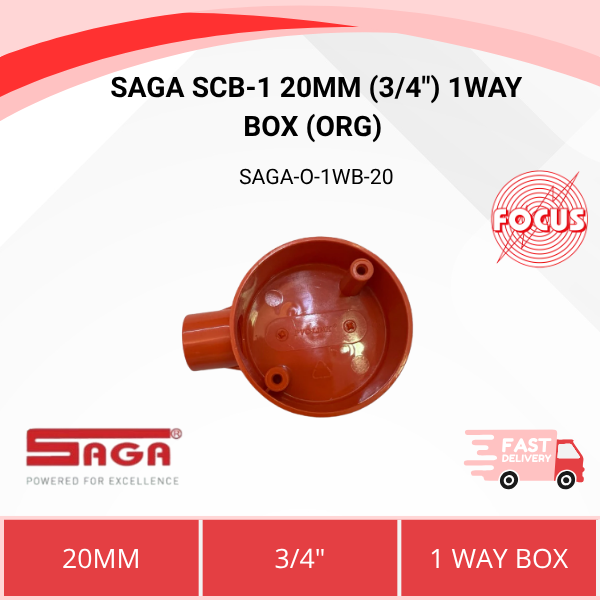 SAGA SCB-1 20MM (3/4") 1WAY
BOX (ORG)
SAGA-O-1WB-20
FOCUS
SAGA®
POWERED FOR EXCELLENCE
FAST
DELIVERY
20MM
3/4"
1 WAY BOX